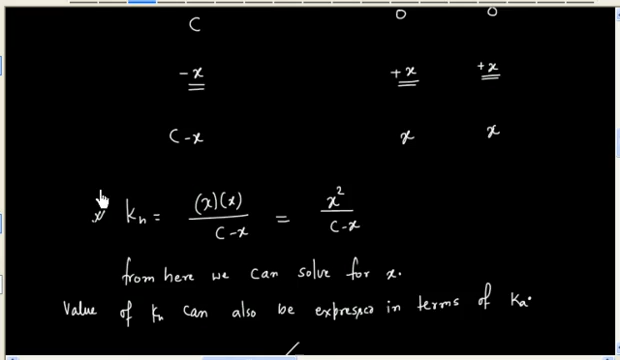 C 0 0
-x +x +x
C-x x x
Kh = (x)(x) / C-x = x² / C-x
from here we can solve for x.
Value of Kh can also be expresses in terms of Ka.